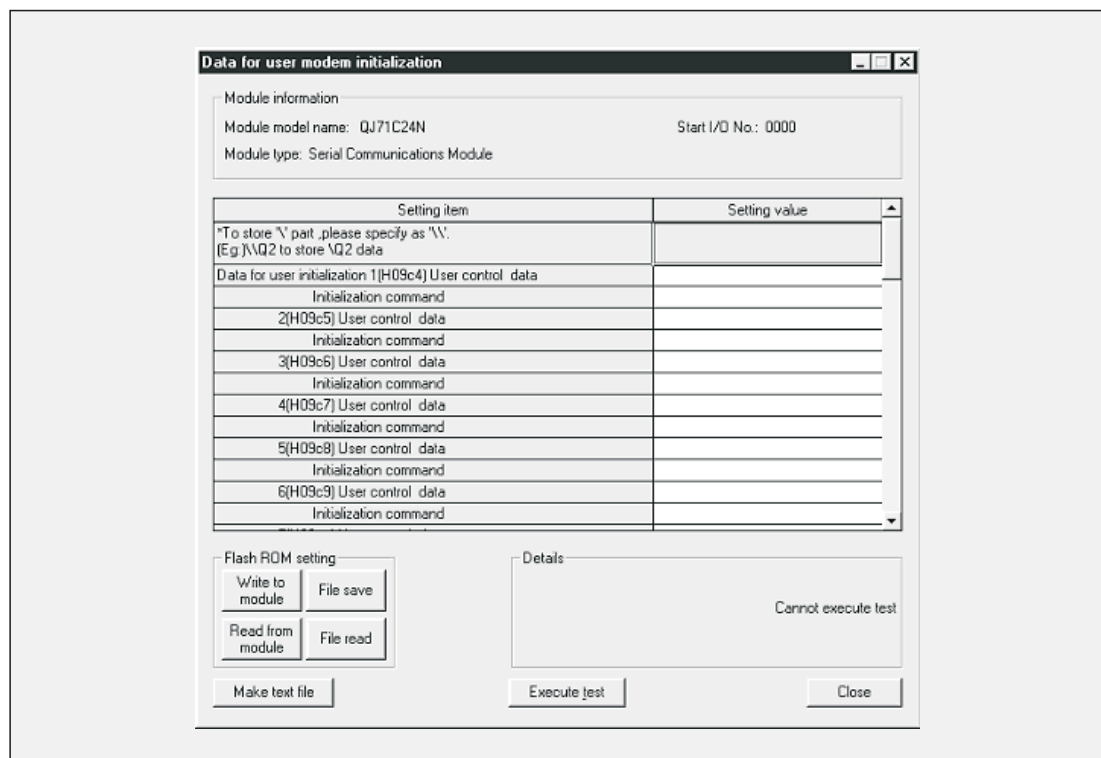 Data for user modem initialization
Module information
Module model name: QJ71C24N
Start I/O No.: 0000
Module type: Serial Communications Module
Setting item
Setting value
*To store '\' part ,please specify as '\\'.
(Eg:)\\Q2 to store \Q2 data
Data for user initialization 1(H09c4) User control data
Initialization command
2(H09c5) User control data
Initialization command
3(H09c6) User control data
Initialization command
4(H09c7) User control data
Initialization command
5(H09c8) User control data
Initialization command
6(H09c9) User control data
Initialization command
Flash ROM setting
Write to
module
File save
Read from
module
File read
Details
Cannot execute test
Make text file
Execute test
Close